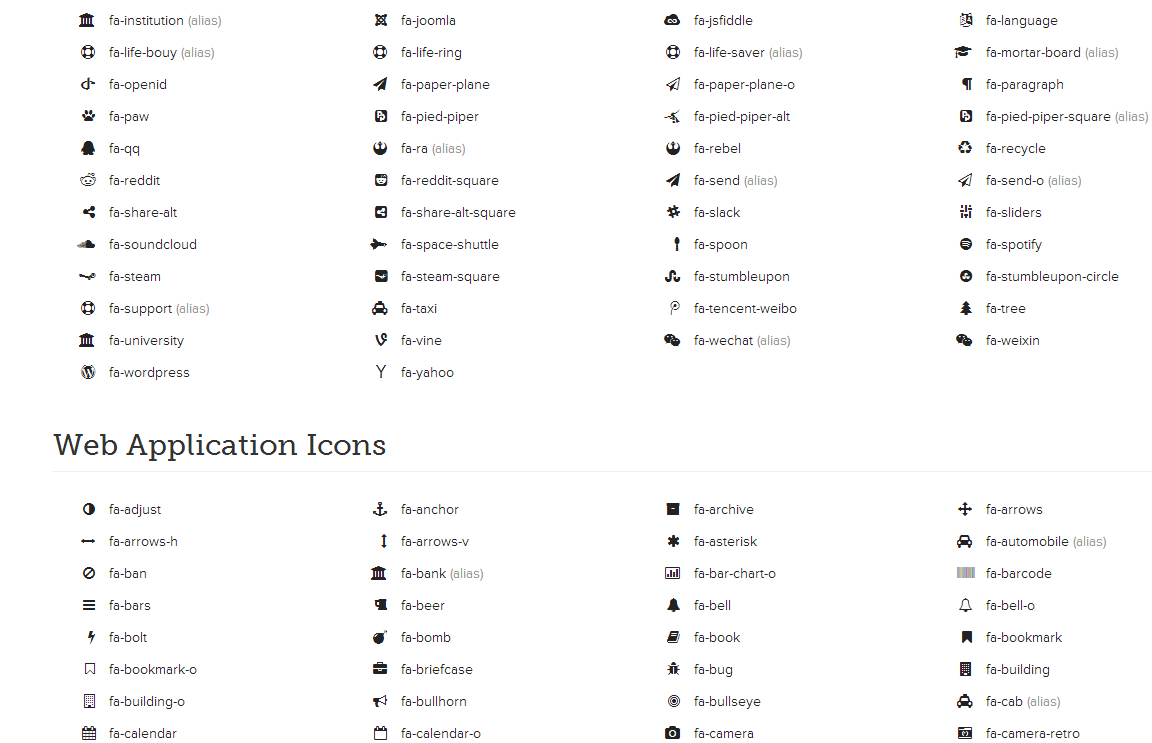 fa-institution (alias) fa-joomla fa-jsfiddle fa-language
fa-life-bouy (alias) fa-life-ring fa-life-saver (alias) fa-mortar-board (alias)
fa-openid fa-paper-plane fa-paper-plane-o fa-paragraph
fa-paw fa-pied-piper fa-pied-piper-alt fa-pied-piper-square (alias)
fa-qq fa-ra (alias) fa-rebel fa-recycle
fa-reddit fa-reddit-square fa-send (alias) fa-send-o (alias)
fa-share-alt fa-share-alt-square fa-slack fa-sliders
fa-soundcloud fa-space-shuttle fa-spoon fa-spotify
fa-steam fa-steam-square fa-stumbleupon fa-stumbleupon-circle
fa-support (alias) fa-taxi fa-tencent-weibo fa-tree
fa-university fa-vine fa-wechat (alias) fa-weixin
fa-wordpress fa-yahoo
Web Application Icons
fa-adjust fa-anchor fa-archive fa-arrows
fa-arrows-h fa-arrows-v fa-asterisk fa-automobile (alias)
fa-ban fa-bank (alias) fa-bar-chart-o fa-barcode
fa-bars fa-beer fa-bell fa-bell-o
fa-bolt fa-bomb fa-book fa-bookmark
fa-bookmark-o fa-briefcase fa-bug fa-building
fa-building-o fa-bullhorn fa-bullseye fa-cab (alias)
fa-calendar fa-calendar-o fa-camera fa-camera-retro